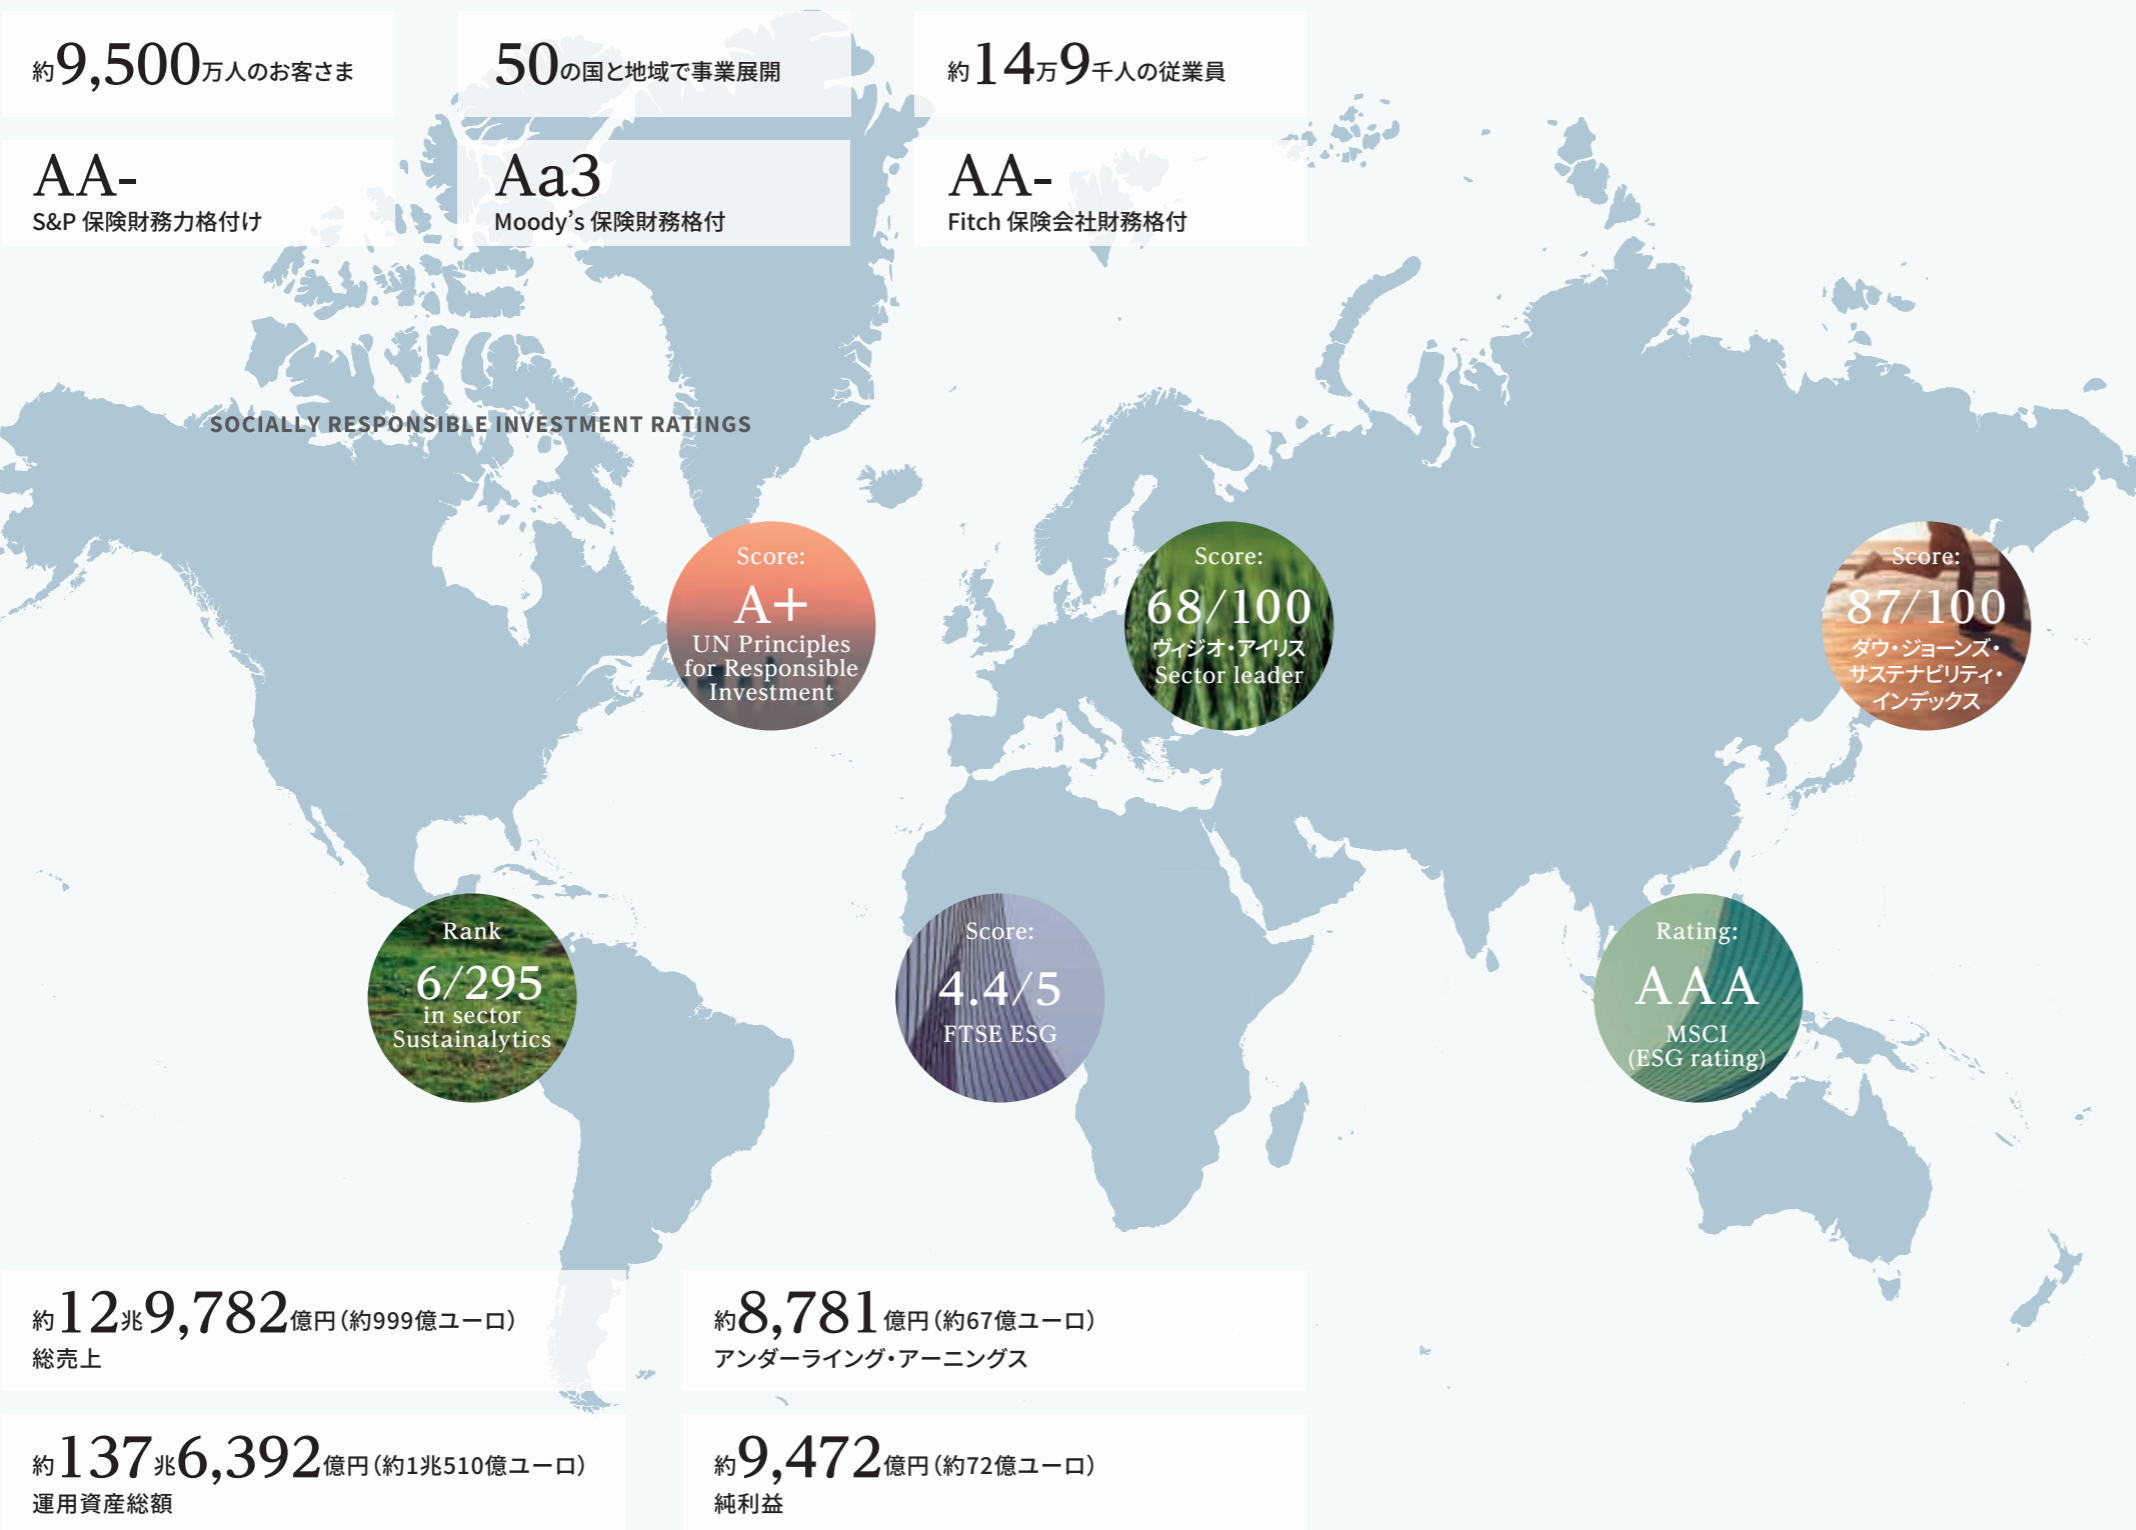 約9,500万人のお客さま
50の国と地域で事業展開
約14万9千人の従業員
AA-
S&P 保険財務力格付け
Aa3
Moody’s 保険財務格付
AA-
Fitch 保険会社財務格付
SOCIALLY RESPONSIBLE INVESTMENT RATINGS
Score:
A+
UN Principles
for Responsible
Investment
Score:
68/100
ヴィジオ・アイリス
Sector leader
Score:
87/100
ダウ・ジョーンズ・
サステナビリティ・
インデックス
Rank
6/295
in sector
Sustainalytics
Score:
4.4/5
FTSE ESG
Rating:
AAA
MSCI
(ESG rating)
約12兆9,782億円（約999億ユーロ）
総売上
約8,781億円（約67億ユーロ）
アンダーライング・アーニングス
約137兆6,392億円（約1兆510億ユーロ）
運用資産総額
約9,472億円（約72億ユーロ）
純利益